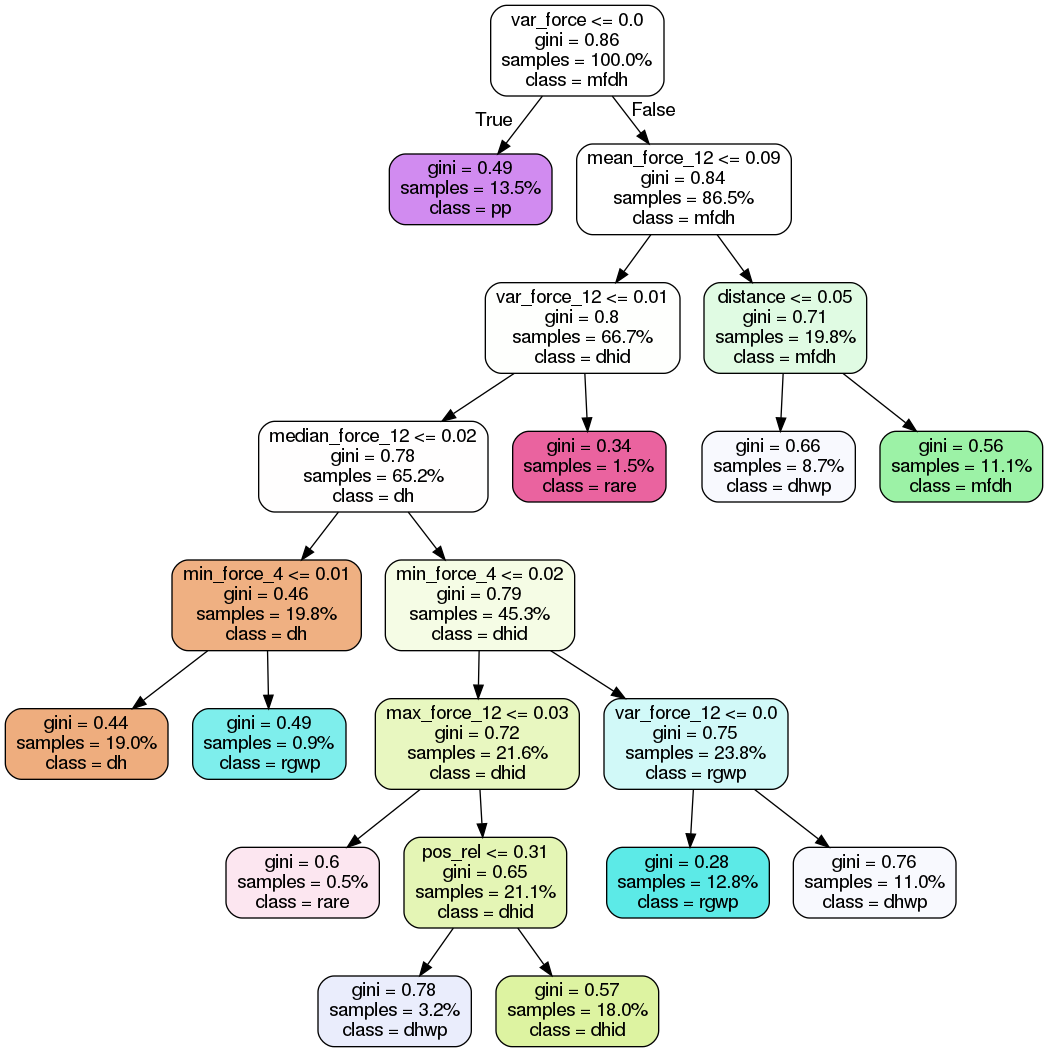 var_force <= 0.0
gini = 0.86
samples = 100.0%
class = mfdh
True
False
gini = 0.49
samples = 13.5%
class = pp
mean_force_12 <= 0.09
gini = 0.84
samples = 86.5%
class = mfdh
var_force_12 <= 0.01
gini = 0.8
samples = 66.7%
class = dhid
distance <= 0.05
gini = 0.71
samples = 19.8%
class = mfdh
median_force_12 <= 0.02
gini = 0.78
samples = 65.2%
class = dh
gini = 0.34
samples = 1.5%
class = rare
gini = 0.66
samples = 8.7%
class = dhwp
gini = 0.56
samples = 11.1%
class = mfdh
min_force_4 <= 0.01
gini = 0.46
samples = 19.8%
class = dh
min_force_4 <= 0.02
gini = 0.79
samples = 45.3%
class = dhid
gini = 0.44
samples = 19.0%
class = dh
gini = 0.49
samples = 0.9%
class = rgwp
max_force_12 <= 0.03
gini = 0.72
samples = 21.6%
class = dhid
var_force_12 <= 0.0
gini = 0.75
samples = 23.8%
class = rgwp
gini = 0.6
samples = 0.5%
class = rare
pos_rel <= 0.31
gini = 0.65
samples = 21.1%
class = dhid
gini = 0.28
samples = 12.8%
class = rgwp
gini = 0.76
samples = 11.0%
class = dhwp
gini = 0.78
samples = 3.2%
class = dhwp
gini = 0.57
samples = 18.0%
class = dhid